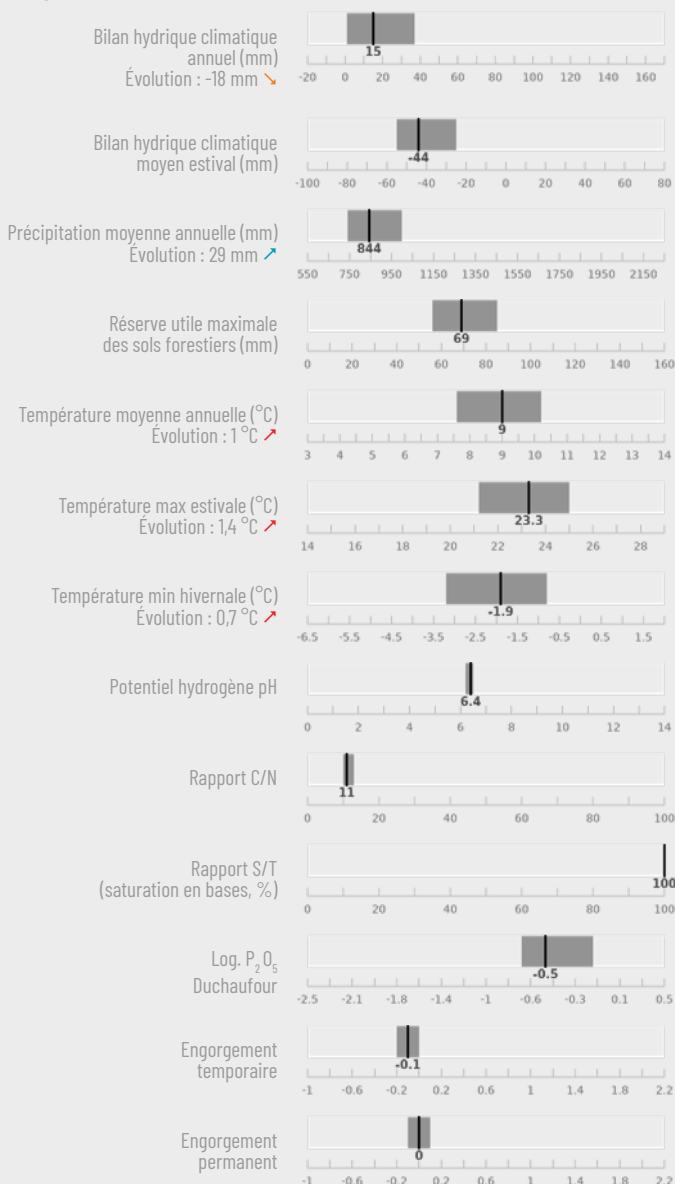 Bilan hydrique climatique
annuel (mm)
Évolution : -18 mm ↘
15
-20 0 20 40 60 80 100 120 140 160
Bilan hydrique climatique
moyen estival (mm)
-44
-100 -80 -60 -40 -20 0 20 40 60 80
Précipitation moyenne annuelle (mm)
Évolution : 29 mm ↗
844
550 750 950 1150 1350 1550 1750 1950 2150
Réserve utile maximale
des sols forestiers (mm)
69
0 20 40 60 80 100 120 140 160
Température moyenne annuelle (°C)
Évolution : 1 °C ↗
9
3 4 5 6 7 8 9 10 11 12 13 14
Température max estivale (°C)
Évolution : 1,4 °C ↗
23.3
14 16 18 20 22 24 26 28
Température min hivernale (°C)
Évolution : 0,7 °C ↗
-1.9
-6.5 -5.5 -4.5 -3.5 -2.5 -1.5 -0.5 0.5 1.5
Potentiel hydrogène pH
6.4
0 2 4 6 8 10 12 14
Rapport C/N
11
0 20 40 60 80 100
Rapport S/T
(saturation en bases, %)
100
0 20 40 60 80 100
Log. P₂ O₅
Duchaufour
-0.5
-2.5 -2.1 -1.8 -1.4 -1 -0.6 -0.3 0.1 0.5
Engorgement
temporaire
-0.1
-1 -0.6 -0.2 0.2 0.6 1 1.4 1.8 2.2
Engorgement
permanent
0
-1 -0.6 -0.2 0.2 0.6 1 1.4 1.8 2.2